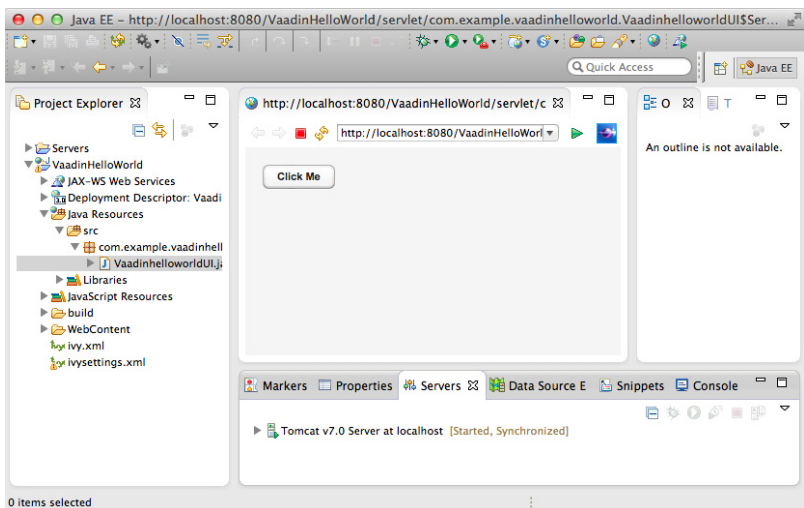 Java EE – http://localhost:8080/VaadinHelloWorld/servlet/com.example.vaadinhelloworld.VaadinhelloworldUI$Ser...
Quick Access
Java EE
Project Explorer
Servers
VaadinHelloWorld
JAX-WS Web Services
Deployment Descriptor: Vaadi
Java Resources
src
com.example.vaadinhell
VaadinhelloworldUI.ja
Libraries
JavaScript Resources
build
WebContent
ivy.xml
ivysettings.xml
http://localhost:8080/VaadinHelloWorld/servlet/c
http://localhost:8080/VaadinHelloWorl
Click Me
O
T
An outline is not available.
Markers
Properties
Servers
Data Source E
Snippets
Console
Tomcat v7.0 Server at localhost [Started, Synchronized]
0 items selected